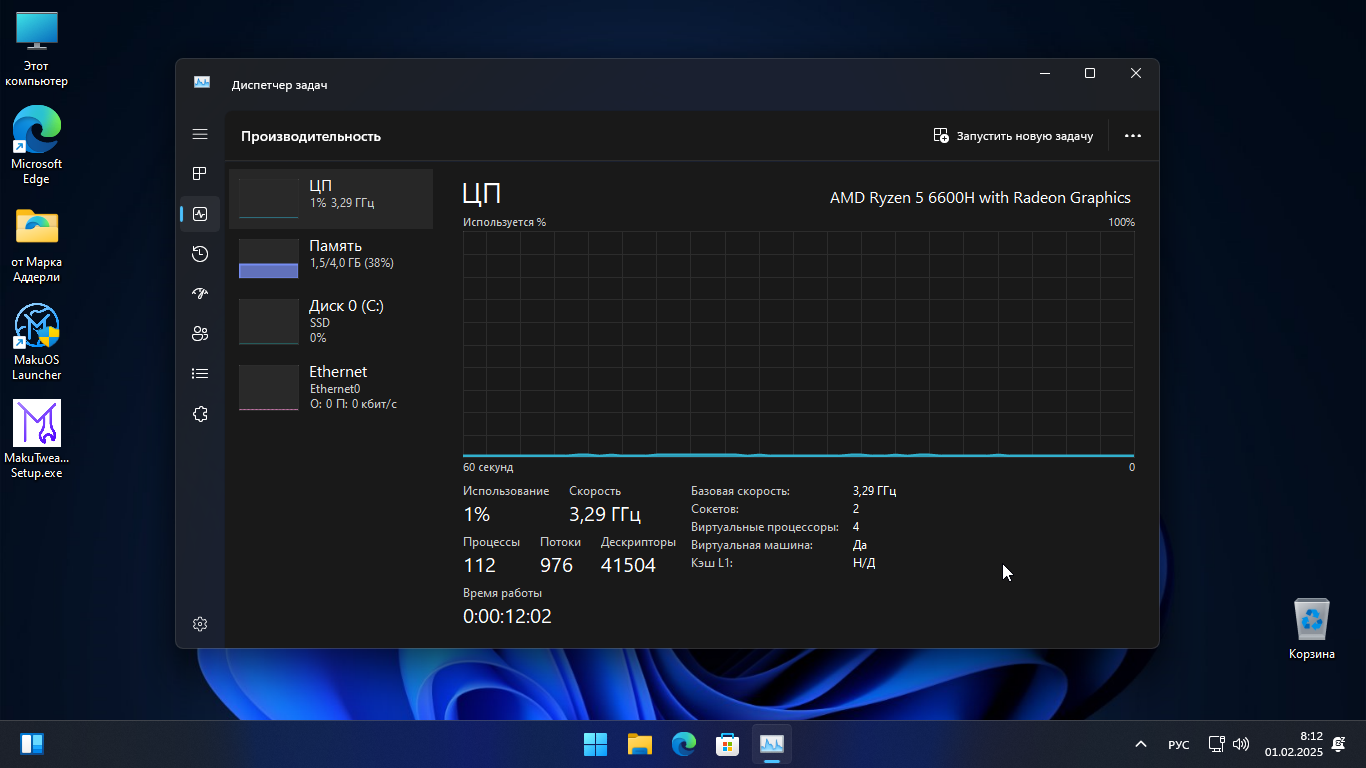 Этот
компьютер
Microsoft
Edge
от Марка
Аддерли
MakuOS
Launcher
MakuTwea...
Setup.exe
Диспетчер задач
Производительность
Запустить новую задачу
ЦП
1% 3,29 ГГц
Память
1,5/4,0 ГБ (38%)
Диск 0 (C:)
SSD
0%
Ethernet
Ethernet0
О: 0 П: 0 кбит/с
ЦП
AMD Ryzen 5 6600H with Radeon Graphics
Используется %
100%
60 секунд
0
Использование
Скорость
1%
3,29 ГГц
Процессы
Потоки
Дескрипторы
112
976
41504
Время работы
0:00:12:02
Базовая скорость:
3,29 ГГц
Сокетов:
2
Виртуальные процессоры:
4
Виртуальная машина:
Да
Кэш L1:
Н/Д
Корзина
РУС
8:12
01.02.2025